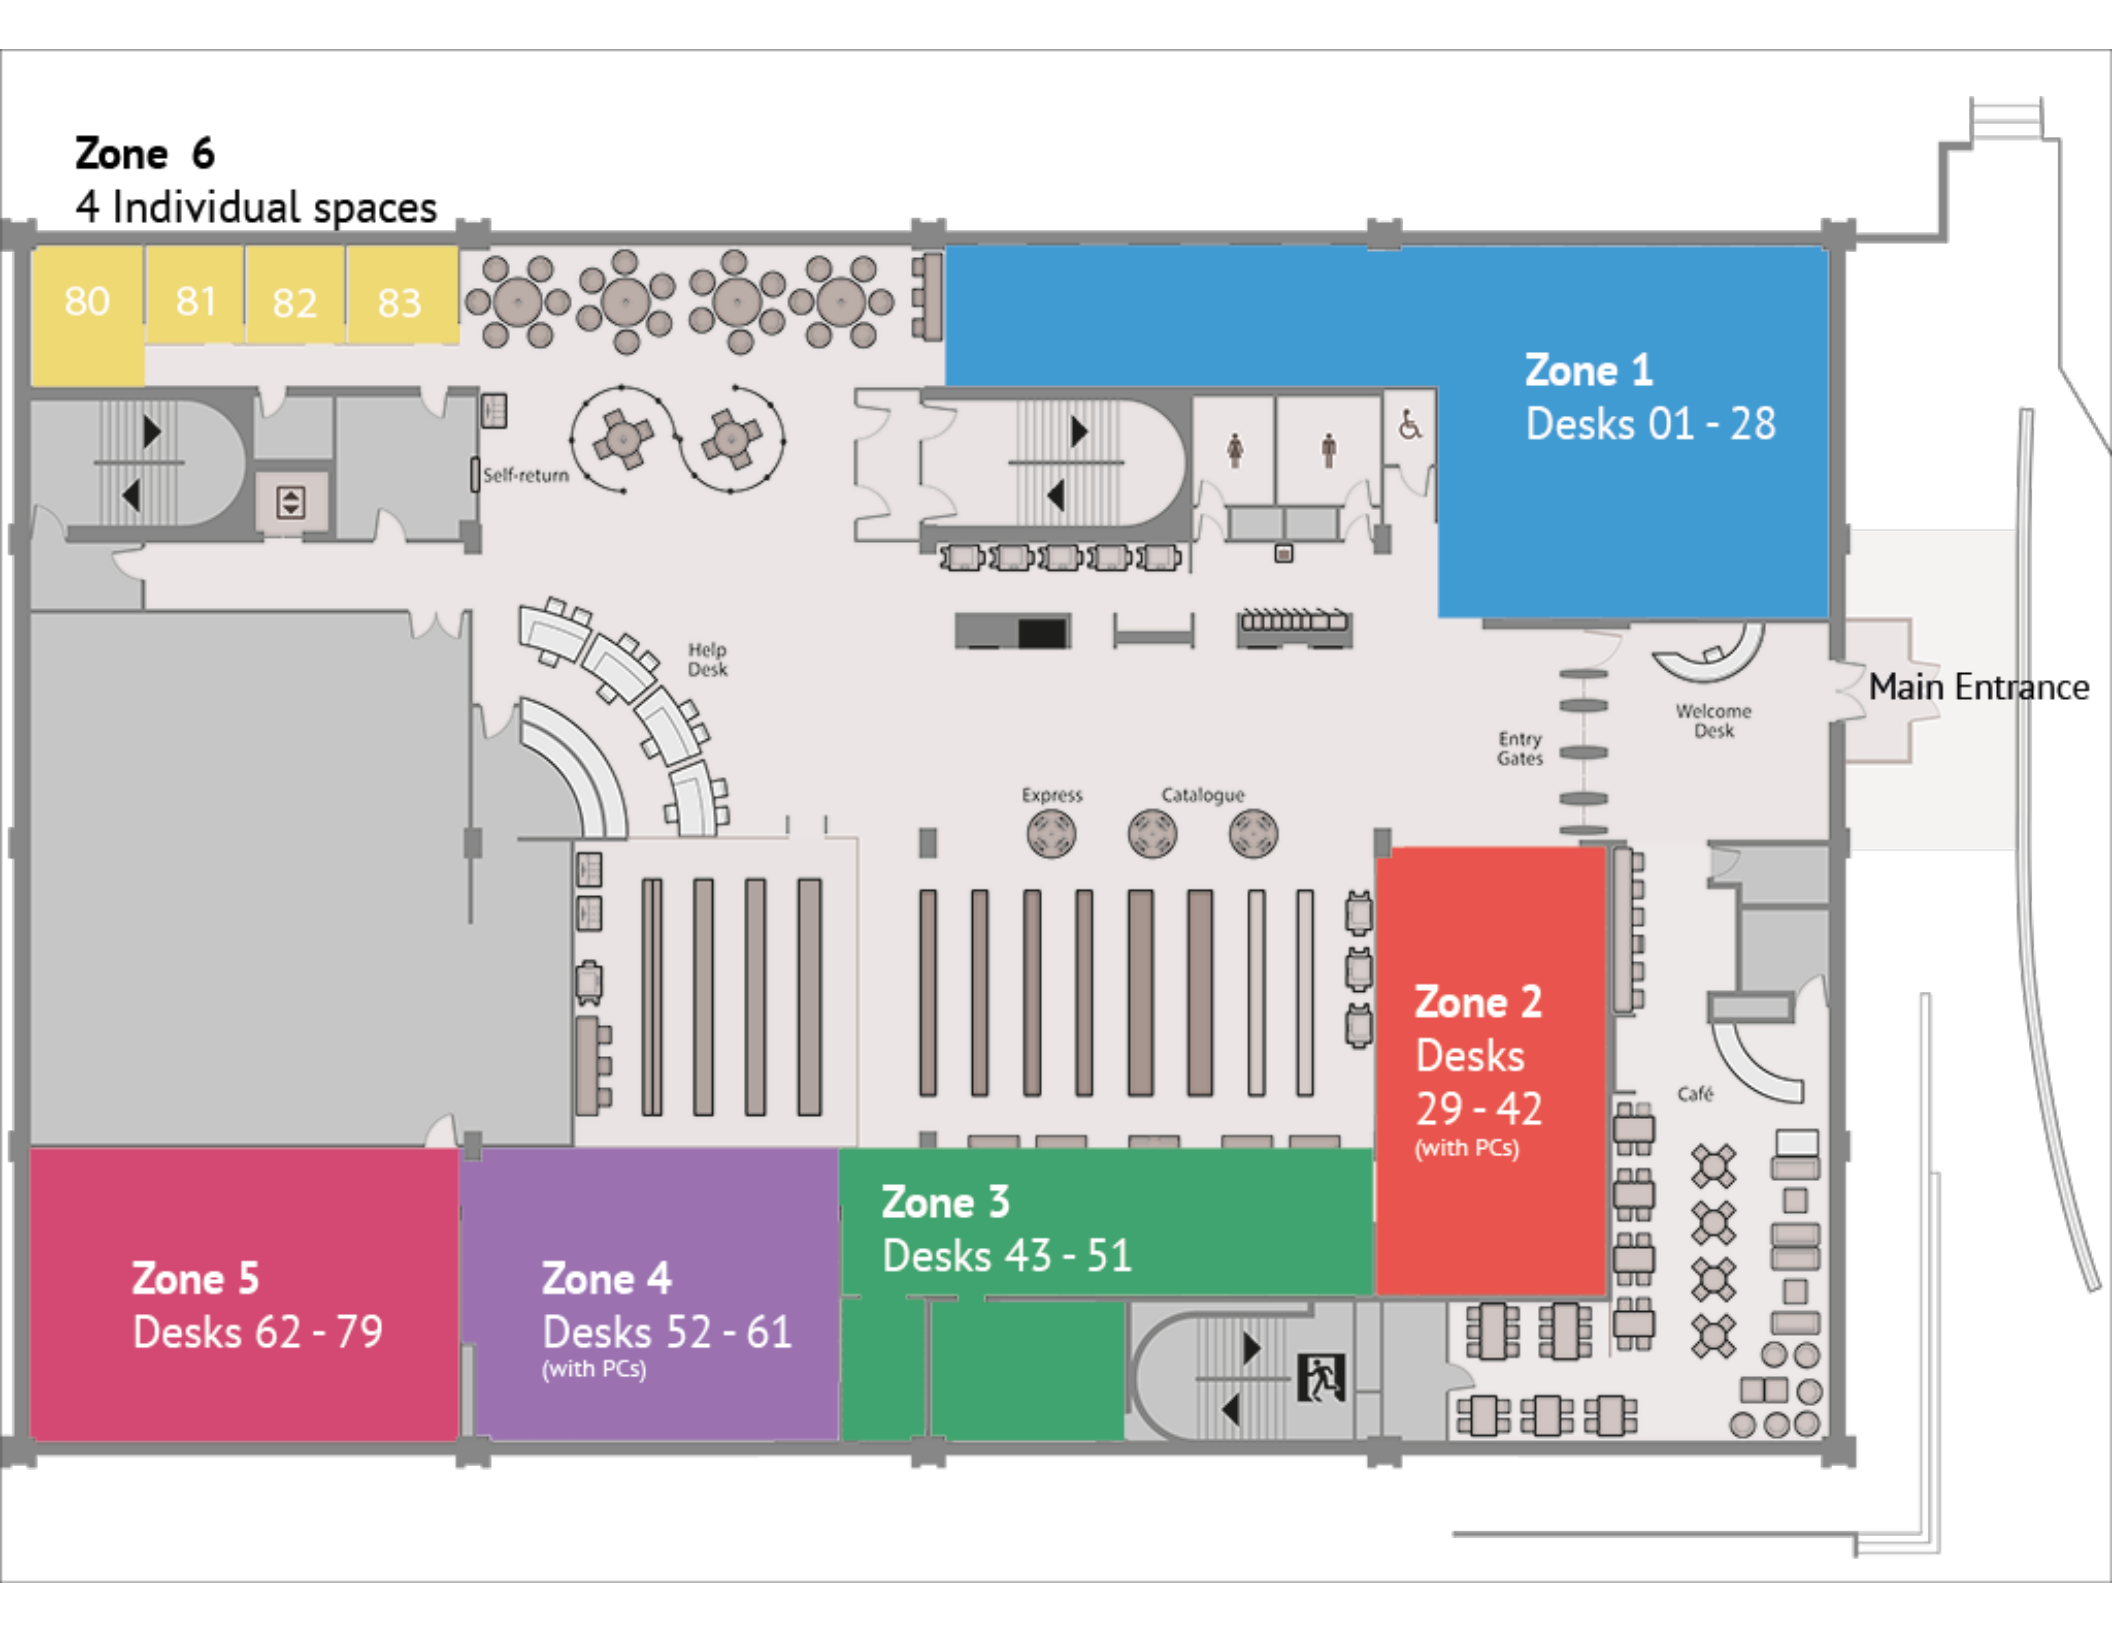 Zone 6
4 Individual spaces
80
81
82
83
Zone 1
Desks 01 - 28
Self-return
Help
Desk
Main Entrance
Welcome
Desk
Entry
Gates
Express
Catalogue
Zone 2
Desks
29 - 42
(with PCs)
Café
Zone 3
Desks 43 - 51
Zone 4
Desks 52 - 61
(with PCs)
Zone 5
Desks 62 - 79